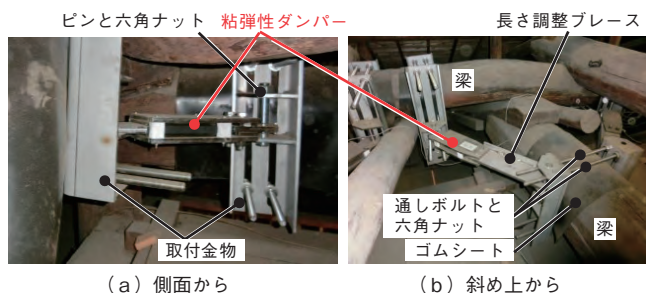 ピンと六角ナット
粘弾性ダンパー
長さ調整ブレース
梁
取付金物
通しボルトと
六角ナット
ゴムシート
梁
(a)側面から
(b)斜め上から